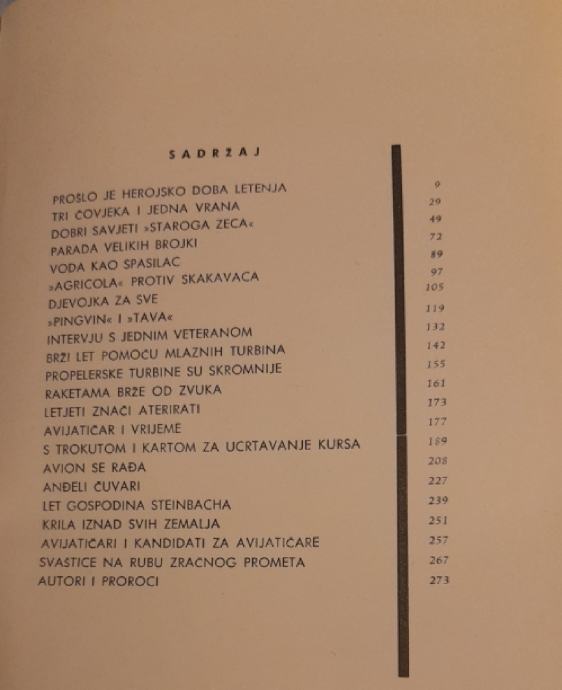 SADRŽAJ
PROŠLO JE HEROJSKO DOBA LETENJA 9
TRI ČOVJEKA I JEDNA VRANA 29
DOBRI SAVJETI »STAROGA ZECA« 49
PARADA VELIKIH BROJKI 72
VODA KAO SPASILAC 89
»AGRICOLA« PROTIV SKAKAVACA 97
DJEVOJKA ZA SVE 105
»PINGVIN« I »TAVA« 119
INTERVJU S JEDNIM VETERANOM 132
BRŽI LET POMOĆU MLAZNIH TURBINA 142
PROPELERSKE TURBINE SU SKROMNIJE 155
RAKETAMA BRŽE OD ZVUKA 161
LETJETI ZNAČI ATERIRATI 173
AVIJATIČAR I VRIJEME 177
S TROKUTOM I KARTOM ZA UCRTAVANJE KURSA 189
AVION SE RAĐA 208
ANĐELI ČUVARI 227
LET GOSPODINA STEINBACHA 239
KRILA IZNAD SVIH ZEMALJA 251
AVIJATIČARI I KANDIDATI ZA AVIJATIČARE 257
SVAŠTICE NA RUBU ZRAČNOG PROMETA 267
AUTORI I PROROCI 273